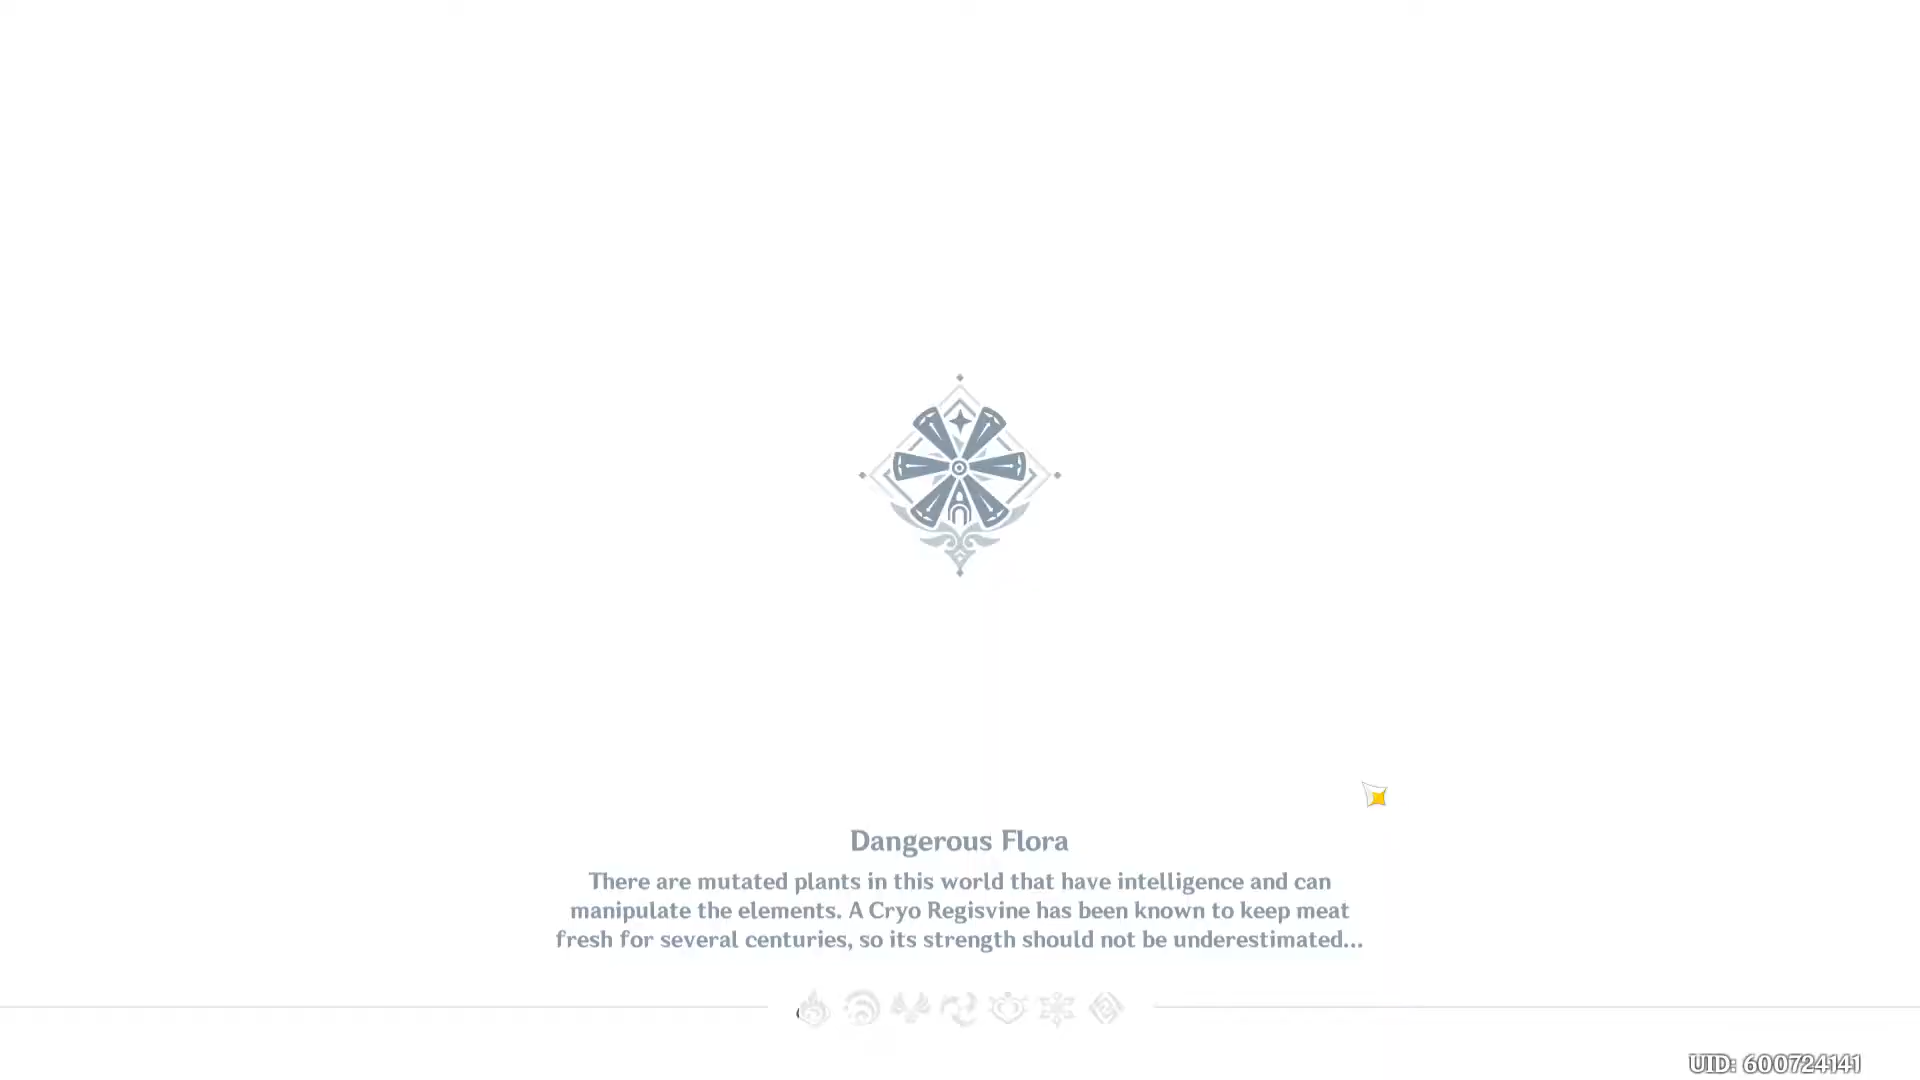 Dangerous Flora
There are mutated plants in this world that have intelligence and can
manipulate the elements. A Cryo Regisvine has been known to keep meat
fresh for several centuries, so its strength should not be underestimated...
UID: 600724141